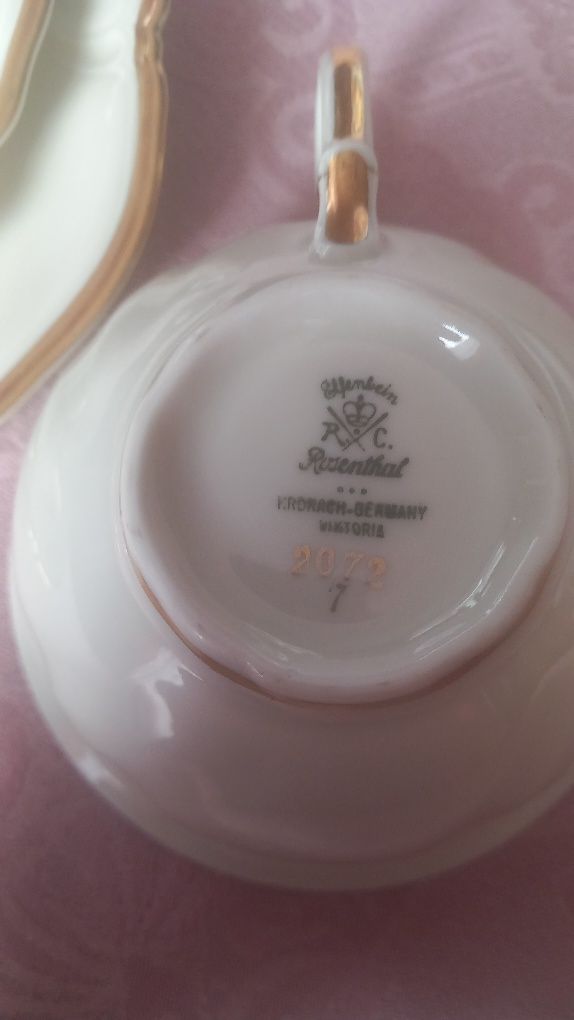 Elfenbein
R. C.
Rosenthal
KRONACH-GERMANY
VIKTORIA
2072
7